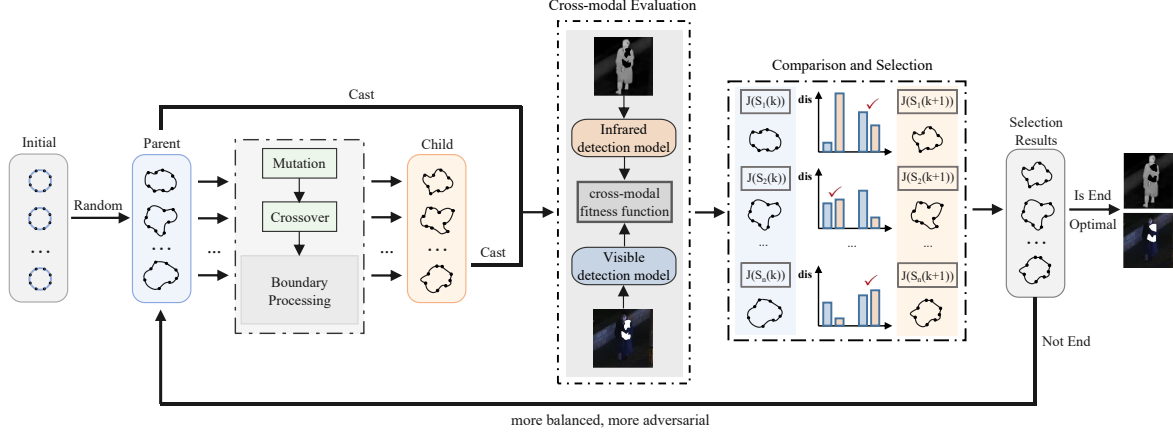 Cross-modal Evaluation
Comparison and Selection
Cast
Initial
Parent
Child
Selection
Results
Mutation
Crossover
Boundary
Processing
Random
...
...
...
...
...
...
Cast
Infrared
detection model
cross-modal
fitness function
Visible
detection model
J(S1(k))
dis
J(S1(k+1))
J(S2(k))
dis
J(S2(k+1))
...
...
...
J(Sn(k))
dis
J(Sn(k+1))
...
Is End
Optimal
Not End
more balanced, more adversarial